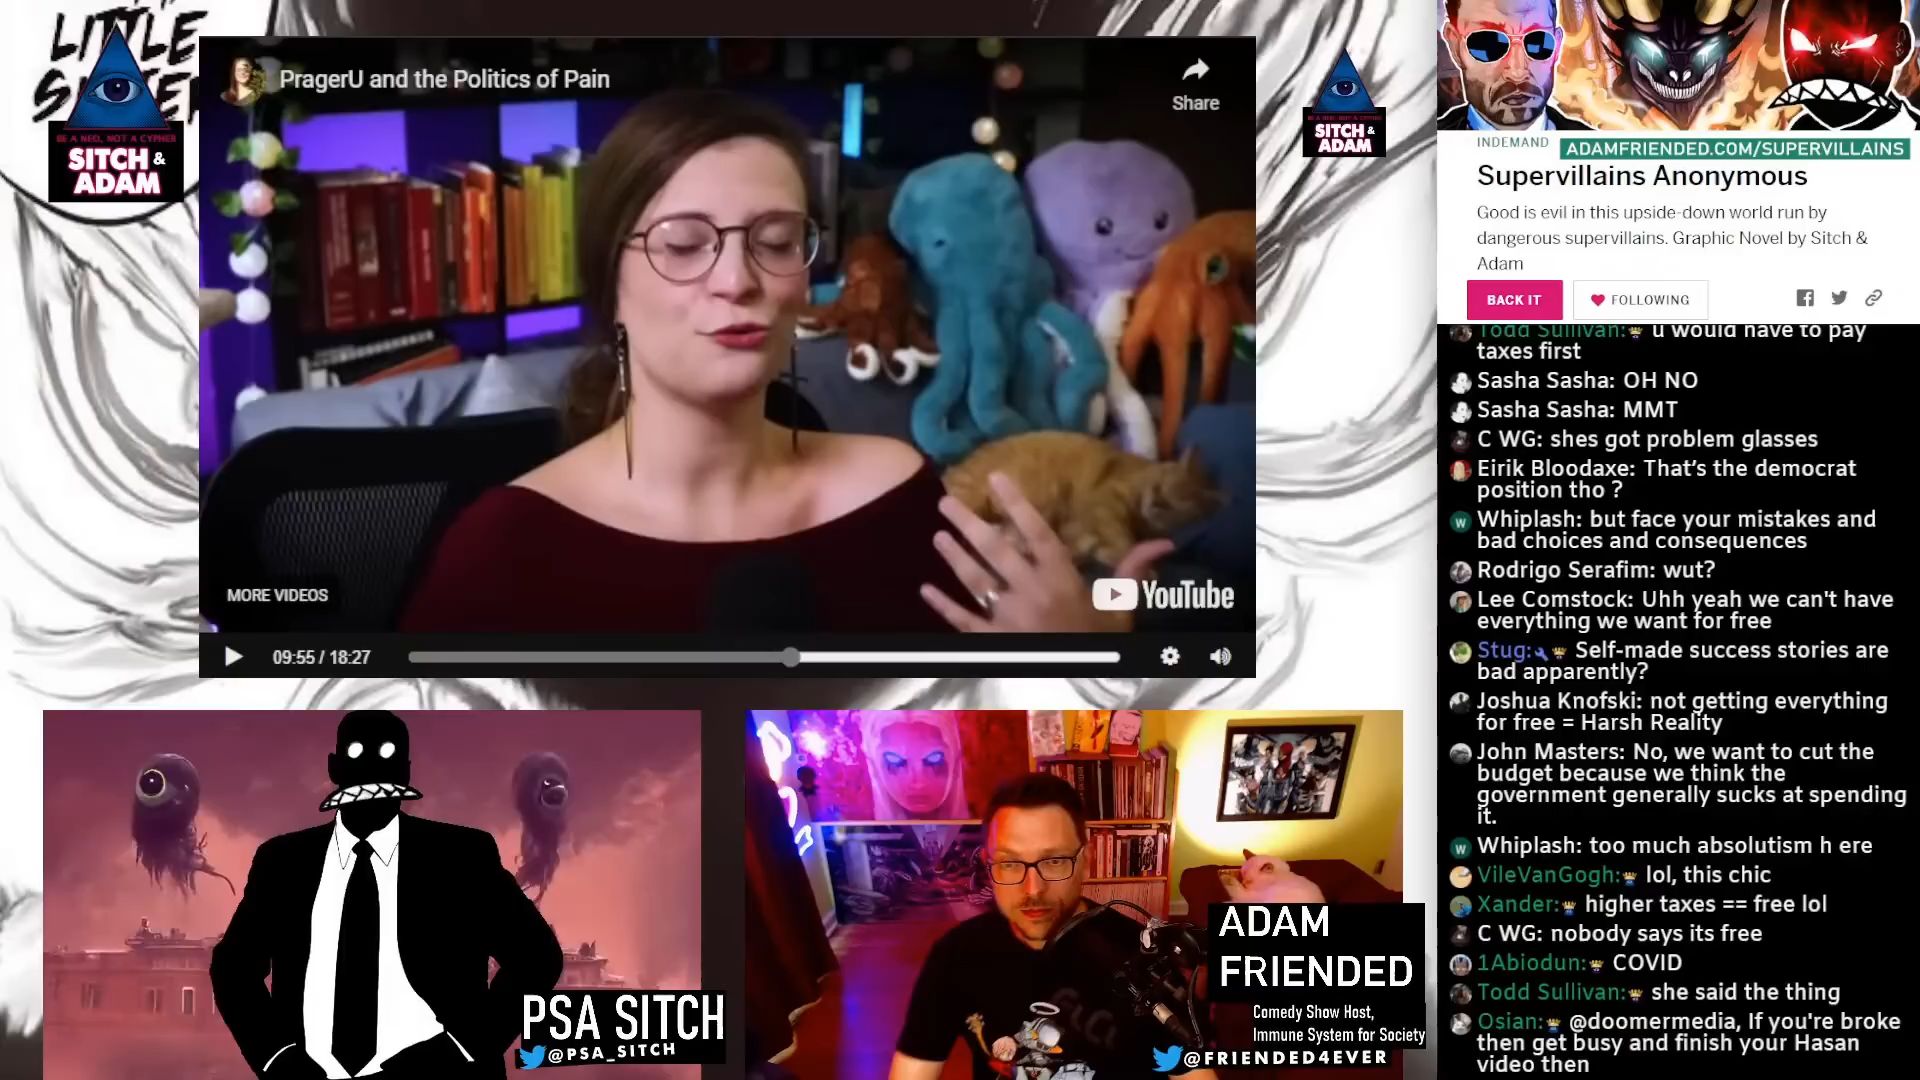 LITTLE
BE A NEO, NOT A CYPHER
SITCH &
ADAM
PragerU and the Politics of Pain
Share
MORE VIDEOS
YouTube
09:55 / 18:27
SITCH &
ADAM
INDEMAND
ADAMFRIENDED.COM/SUPERVILLAINS
Supervillains Anonymous
Good is evil in this upside-down world run by
dangerous supervillains. Graphic Novel by Sitch &
Adam
BACK IT
FOLLOWING
Todd Sullivan: u would have to pay
taxes first
Sasha Sasha: OH NO
Sasha Sasha: MMT
C WG: shes got problem glasses
Eirik Bloodaxe: That's the democrat
position tho ?
Whiplash: but face your mistakes and
bad choices and consequences
Rodrigo Serafim: wut?
Lee Comstock: Uhh yeah we can't have
everything we want for free
Stug: Self-made success stories are
bad apparently?
Joshua Knofski: not getting everything
for free = Harsh Reality
John Masters: No, we want to cut the
budget because we think the
government generally sucks at spending
it.
Whiplash: too much absolutism h ere
VileVanGogh: lol, this chic
Xander: higher taxes == free lol
C WG: nobody says its free
1Abiodun: COVID
Todd Sullivan: she said the thing
Osian: @doomermedia, If you're broke
then get busy and finish your Hasan
video then
PSA SITCH
@PSA_SITCH
ADAM
FRIENDED
Comedy Show Host,
Immune System for Society
@FRIENDED4EVER